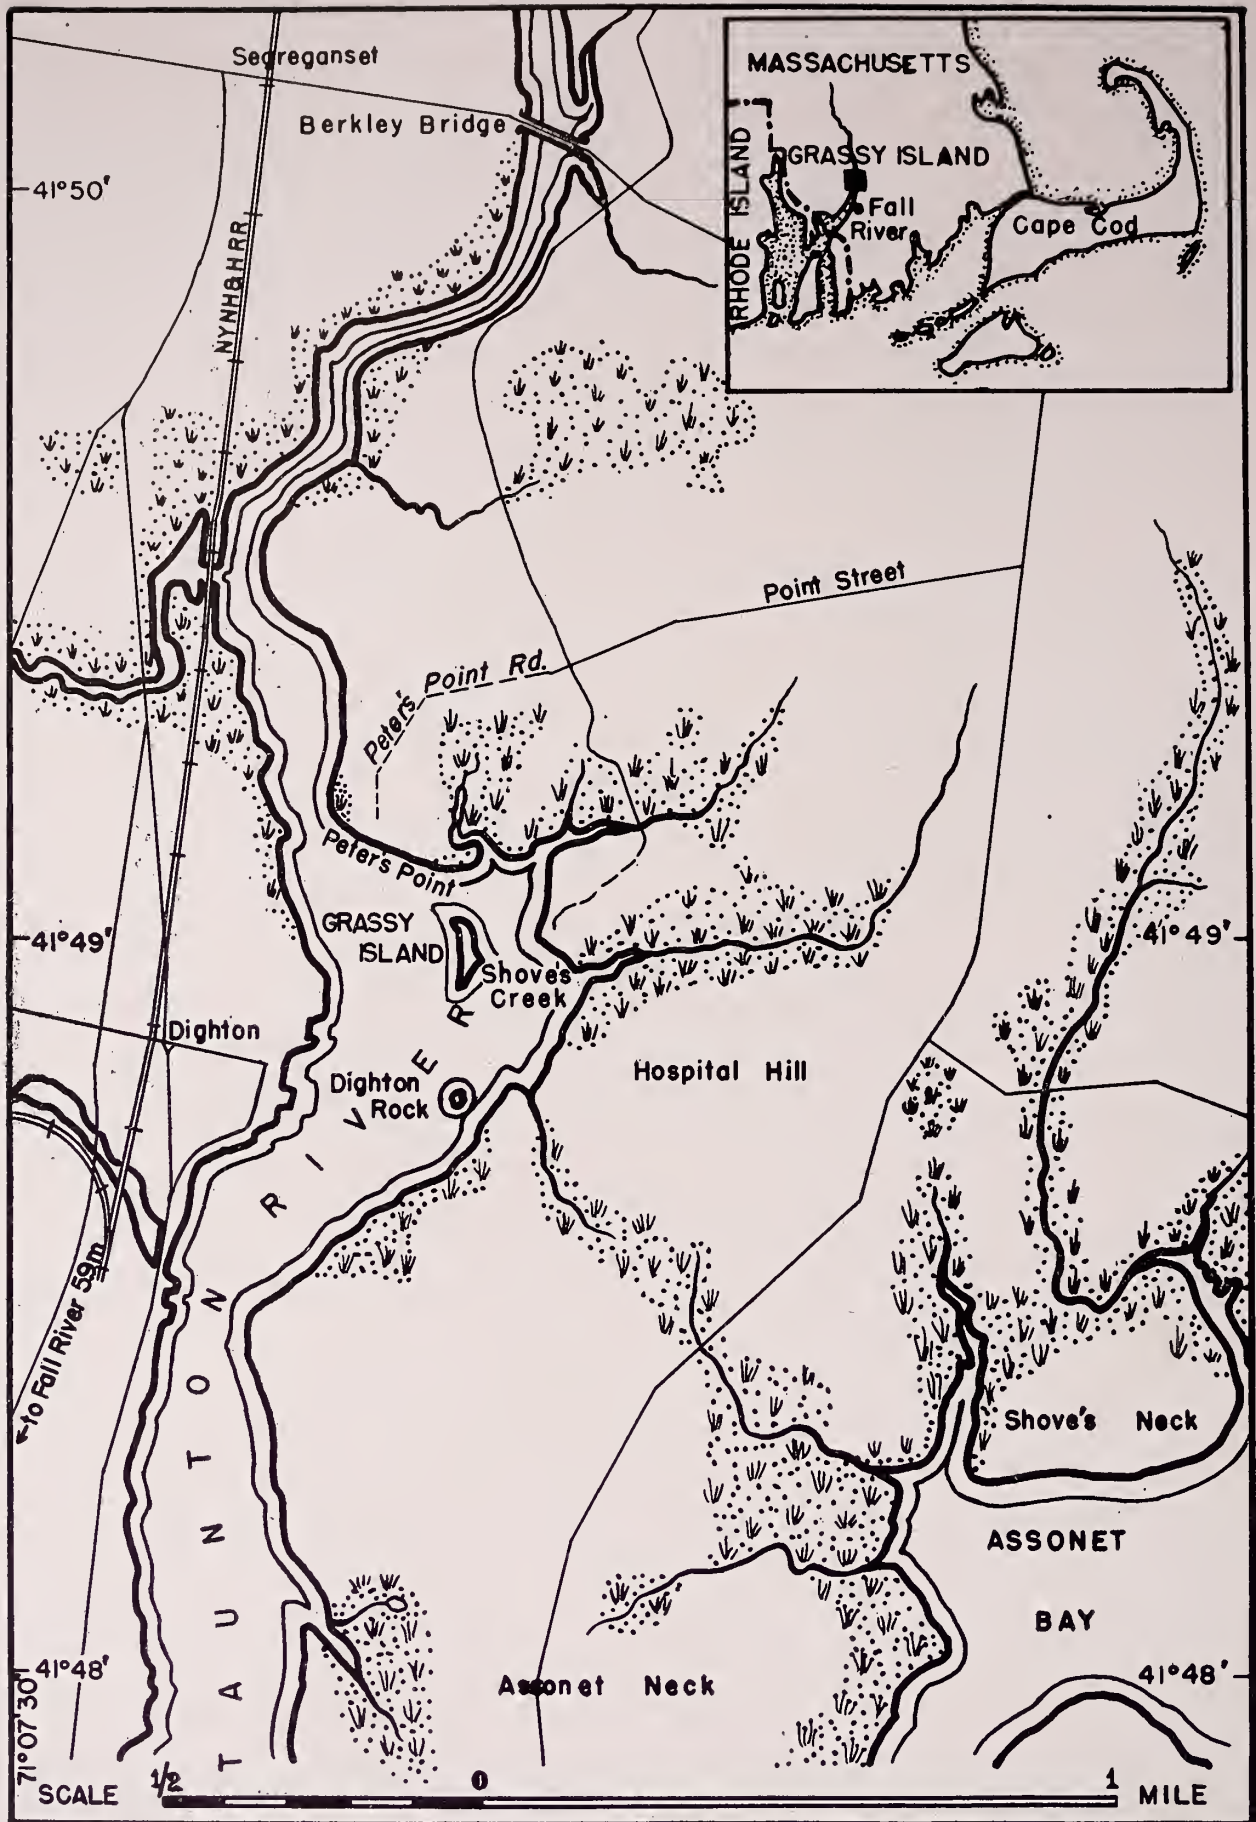 Segreganset
Berkley Bridge
41°50'
NYNH&HRR
MASSACHUSETTS
RHODE ISLAND
GRASSY ISLAND
Fall
River
Cape Cod
Point Street
Peter's Point Rd.
Peter's Point
GRASSY
ISLAND
41°49'
41°49'
Shove's
Creek
Dighton
Hospital Hill
Dighton
Rock
TAUNTON RIVER
←to Fall River 59m.
Shove's Neck
ASSONET
BAY
41°48'
Assonet Neck
41°48'
71°07'30"
SCALE 1/2 0 1 MILE